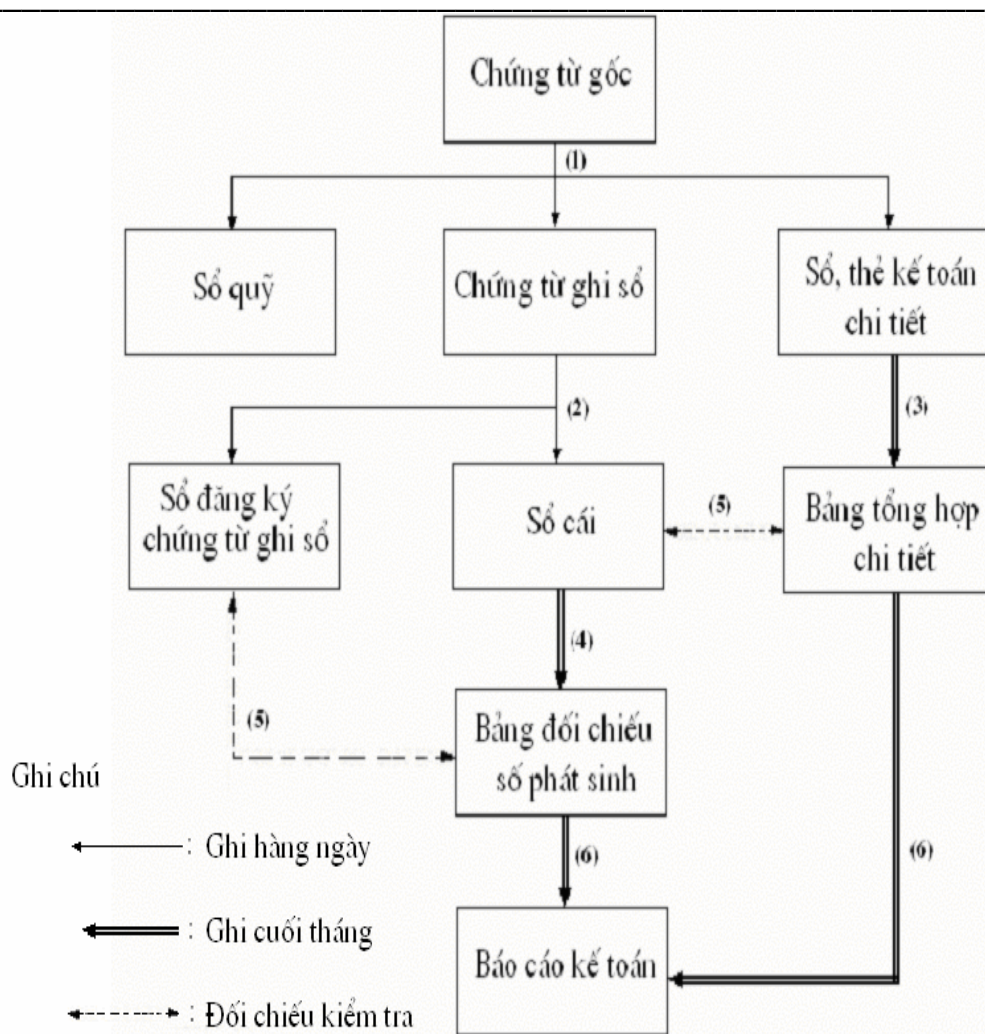 Chứng từ gốc
(1)
Sổ quỹ
Chứng từ ghi sổ
Sổ, thẻ kế toán
chi tiết
(2)
(3)
Sổ đăng ký
chứng từ ghi sổ
Sổ cái
(5)
Bảng tổng hợp
chi tiết
(4)
(5)
Bảng đối chiếu
số phát sinh
Ghi chú
: Ghi hàng ngày
(6)
(6)
: Ghi cuối tháng
Báo cáo kế toán
: Đối chiếu kiểm tra